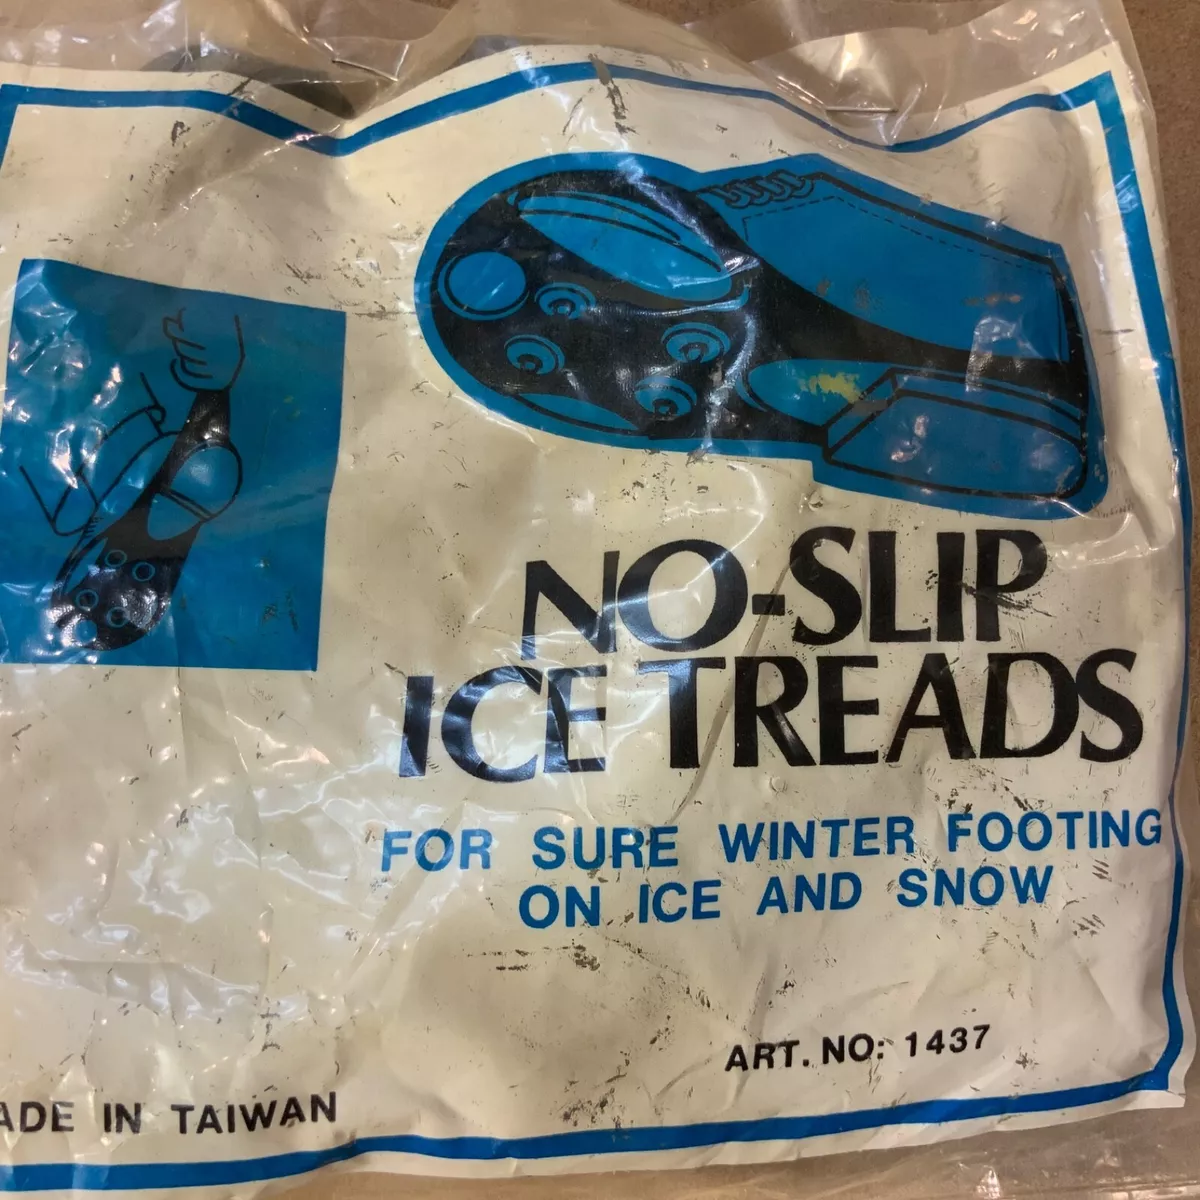 NO-SLIP
ICE TREADS
FOR SURE WINTER FOOTING
ON ICE AND SNOW
ART. NO: 1437
ADE IN TAIWAN